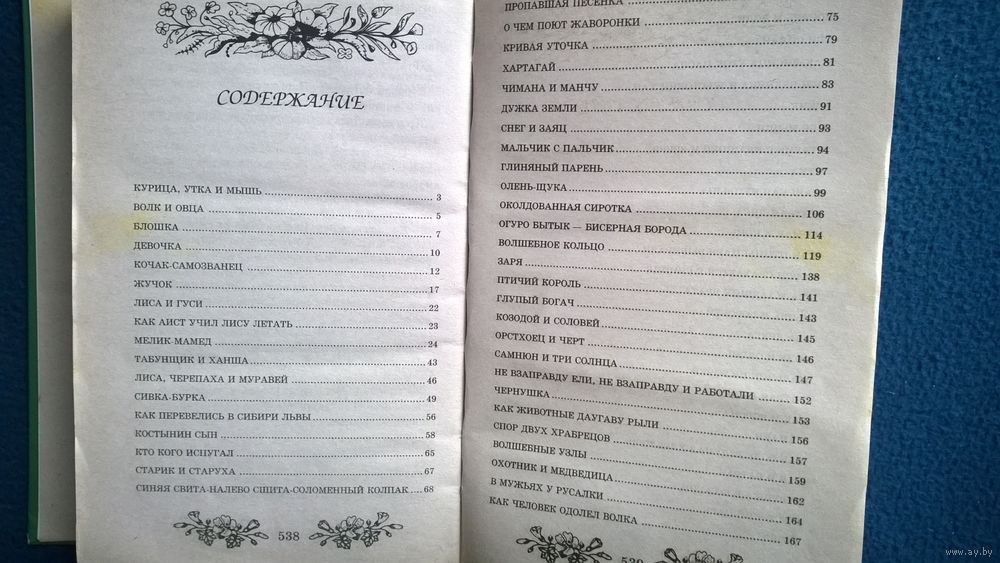 СОДЕРЖАНИЕ
КУРИЦА, УТКА И МЫШЬ ........ 3
ВОЛК И ОВЦА ........ 5
БЛОШКА ........ 7
ДЕВОЧКА ........ 10
КОЧАК-САМОЗВАНЕЦ ........ 12
ЖУЧОК ........ 17
ЛИСА И ГУСИ ........ 22
КАК АИСТ УЧИЛ ЛИСУ ЛЕТАТЬ ........ 23
МЕЛИК-МАМЕД ........ 24
ТАБУНЩИК И ХАНША ........ 43
ЛИСА, ЧЕРЕПАХА И МУРАВЕЙ ........ 46
СИВКА-БУРКА ........ 49
КАК ПЕРЕВЕЛИСЬ В СИБИРИ ЛЬВЫ ........ 56
КОСТЫНИН СЫН ........ 58
КТО КОГО ИСПУГАЛ ........ 65
СТАРИК И СТАРУХА ........ 67
СИНЯЯ СВИТА-НАЛЕВО СШИТА-СОЛОМЕННЫЙ КОЛПАК .... 68
538
ПРОПАВШАЯ ПЕСЕНКА
О ЧЕМ ПОЮТ ЖАВОРОНКИ ........ 75
КРИВАЯ УТОЧКА ........ 79
ХАРТАГАЙ ........ 81
ЧИМАНА И МАНЧУ ........ 83
ДУЖКА ЗЕМЛИ ........ 91
СНЕГ И ЗАЯЦ ........ 93
МАЛЬЧИК С ПАЛЬЧИК ........ 94
ГЛИНЯНЫЙ ПАРЕНЬ ........ 97
ОЛЕНЬ-ЩУКА ........ 99
ОКОЛДОВАННАЯ СИРОТКА ........ 106
ОГУРО БЫТЫК — БИСЕРНАЯ БОРОДА ........ 114
ВОЛШЕБНОЕ КОЛЬЦО ........ 119
ЗАРЯ ........ 138
ПТИЧИЙ КОРОЛЬ ........ 141
ГЛУПЫЙ БОГАЧ ........ 143
КОЗОДОЙ И СОЛОВЕЙ ........ 145
ОРСТХОЕЦ И ЧЕРТ ........ 146
САМНЮН И ТРИ СОЛНЦА ........ 147
НЕ ВЗАПРАВДУ ЕЛИ, НЕ ВЗАПРАВДУ И РАБОТАЛИ ........ 152
ЧЕРНУШКА ........ 153
КАК ЖИВОТНЫЕ ДАУГАВУ РЫЛИ ........ 156
СПОР ДВУХ ХРАБРЕЦОВ ........ 157
ВОЛШЕБНЫЕ УЗЛЫ ........ 159
ОХОТНИК И МЕДВЕДИЦА ........ 162
В МУЖЬЯХ У РУСАЛКИ ........ 164
КАК ЧЕЛОВЕК ОДОЛЕЛ ВОЛКА ........ 167
539
www.ay.by